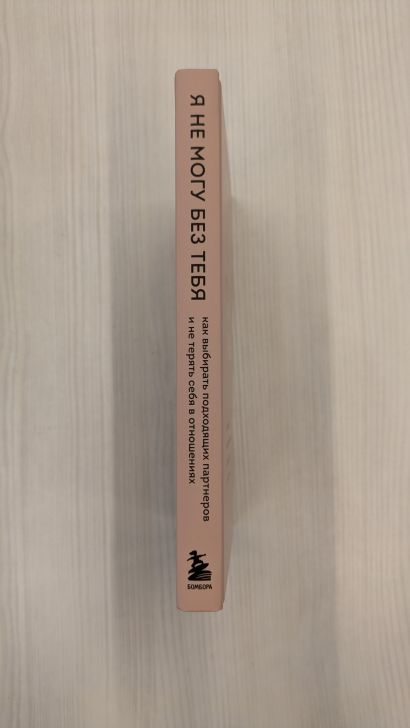 Я НЕ МОГУ БЕЗ ТЕБЯ
как выбирать подходящих партнеров
и не терять себя в отношениях
БОМБОРА